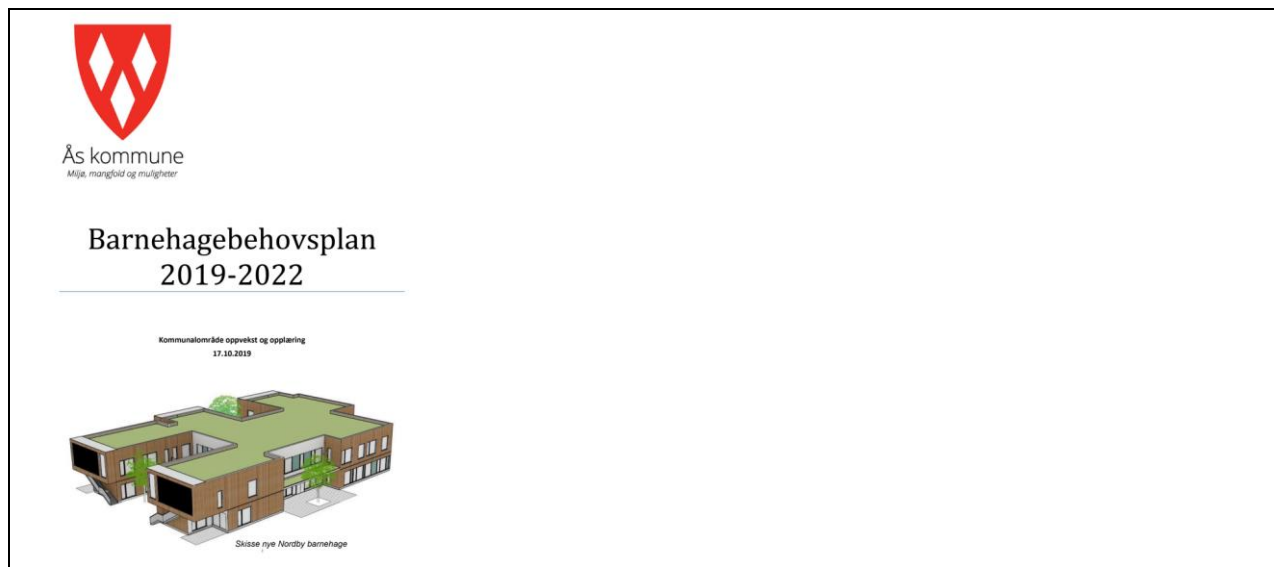 Ås kommune
Miljø, mangfold og muligheter
Barnehagebehovsplan
2019-2022
Kommunalområde oppvekst og opplæring
17.10.2019
Skisse nye Nordby barnehage